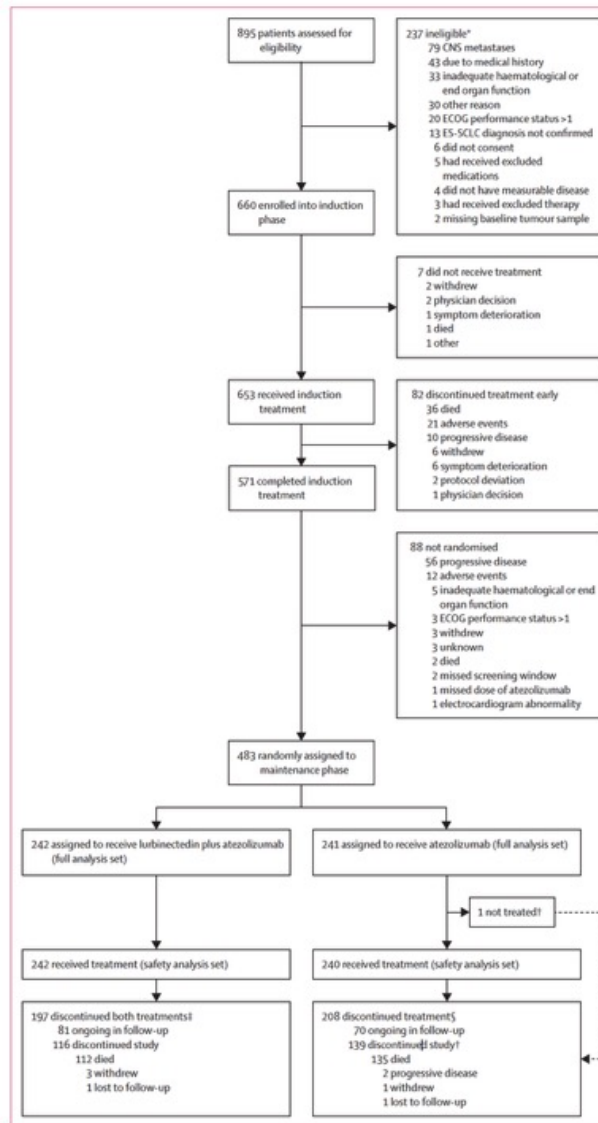 895 patients assessed for
eligibility
237 ineligible*
79 CNS metastases
43 due to medical history
33 inadequate haematological or
end organ function
30 other reason
20 ECOG performance status >1
13 ES-SCLC diagnosis not confirmed
6 did not consent
5 had received excluded
medications
4 did not have measurable disease
3 had received excluded therapy
2 missing baseline tumour sample
660 enrolled into induction
phase
7 did not receive treatment
2 withdrew
2 physician decision
1 symptom deterioration
1 died
1 other
653 received induction
treatment
82 discontinued treatment early
36 died
21 adverse events
10 progressive disease
6 withdrew
6 symptom deterioration
2 protocol deviation
1 physician decision
571 completed induction
treatment
88 not randomised
56 progressive disease
12 adverse events
5 inadequate haematological or end
organ function
3 ECOG performance status >1
3 withdrew
3 unknown
2 died
2 missed screening window
1 missed dose of atezolizumab
1 electrocardiogram abnormality
483 randomly assigned to
maintenance phase
242 assigned to receive lurbinectedin plus atezolizumab
(full analysis set)
241 assigned to receive atezolizumab (full analysis set)
1 not treated†
242 received treatment (safety analysis set)
240 received treatment (safety analysis set)
197 discontinued both treatments‡
81 ongoing in follow-up
116 discontinued study
112 died
3 withdrew
1 lost to follow-up
208 discontinued treatment§
70 ongoing in follow-up
139 discontinued study†
135 died
2 progressive disease
1 withdrew
1 lost to follow-up